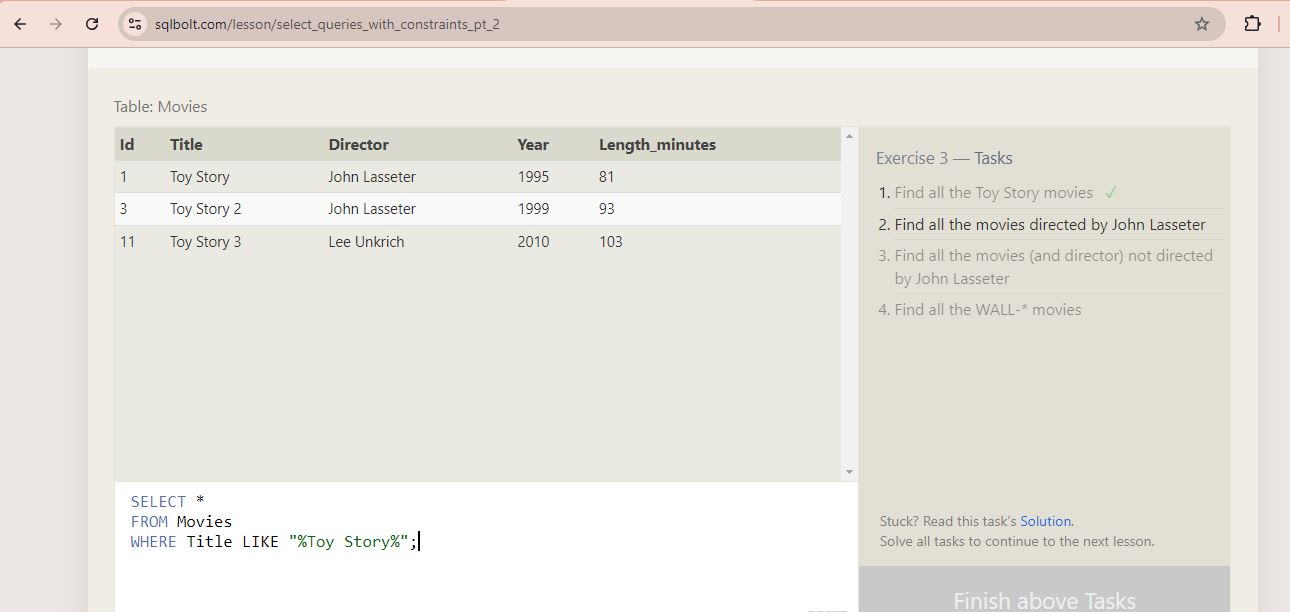 sqlbolt.com/lesson/select_queries_with_constraints_pt_2
Table: Movies
Id Title Director Year Length_minutes
1 Toy Story John Lasseter 1995 81
3 Toy Story 2 John Lasseter 1999 93
11 Toy Story 3 Lee Unkrich 2010 103
SELECT *
FROM Movies
WHERE Title LIKE "%Toy Story%";
Exercise 3 — Tasks
1. Find all the Toy Story movies ✓
2. Find all the movies directed by John Lasseter
3. Find all the movies (and director) not directed
by John Lasseter
4. Find all the WALL-* movies
Stuck? Read this task's Solution.
Solve all tasks to continue to the next lesson.
Finish above Tasks